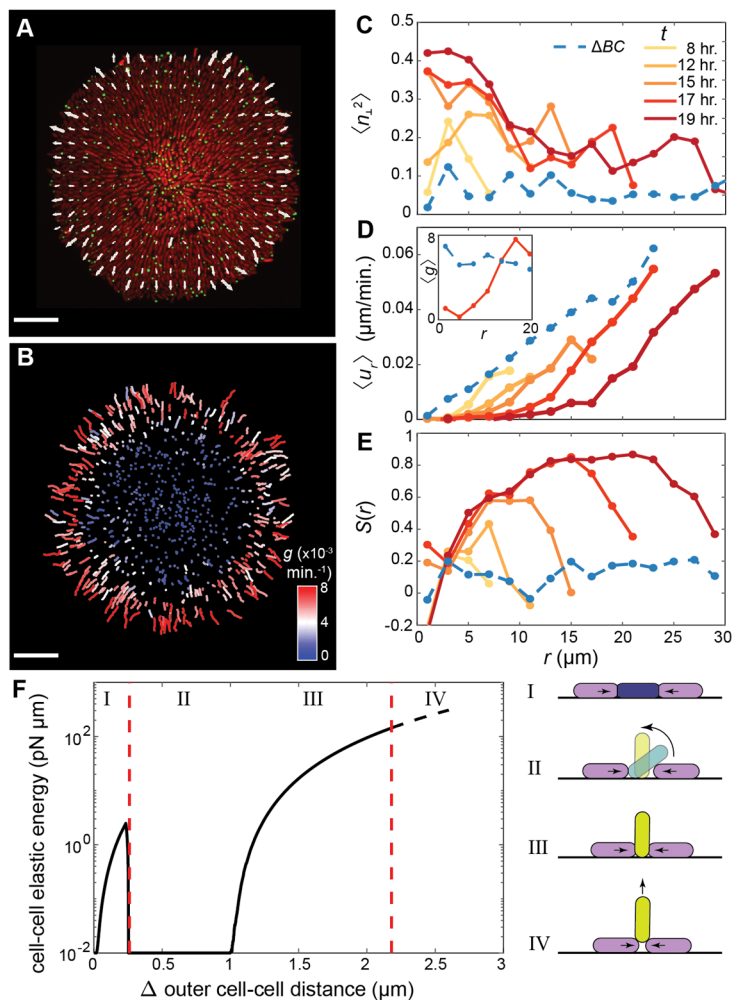 A
B
g (x10-3
min.-1)
8
4
0
C
ΔBC
t
8 hr.
12 hr.
15 hr.
17 hr.
19 hr.
⟨n⊥2⟩
0.5
0.4
0.3
0.2
0.1
0
D
⟨ur⟩ (μm/min.)
0.06
0.04
0.02
0
⟨g⟩
8
0
0 r 20
E
S(r)
1
0.8
0.6
0.4
0.2
0
-0.2
0 5 10 15 20 25 30
r (μm)
F
cell-cell elastic energy (pN μm)
102
100
10-2
I II III IV
0 0.5 1 1.5 2 2.5 3
Δ outer cell-cell distance (μm)
I
II
III
IV